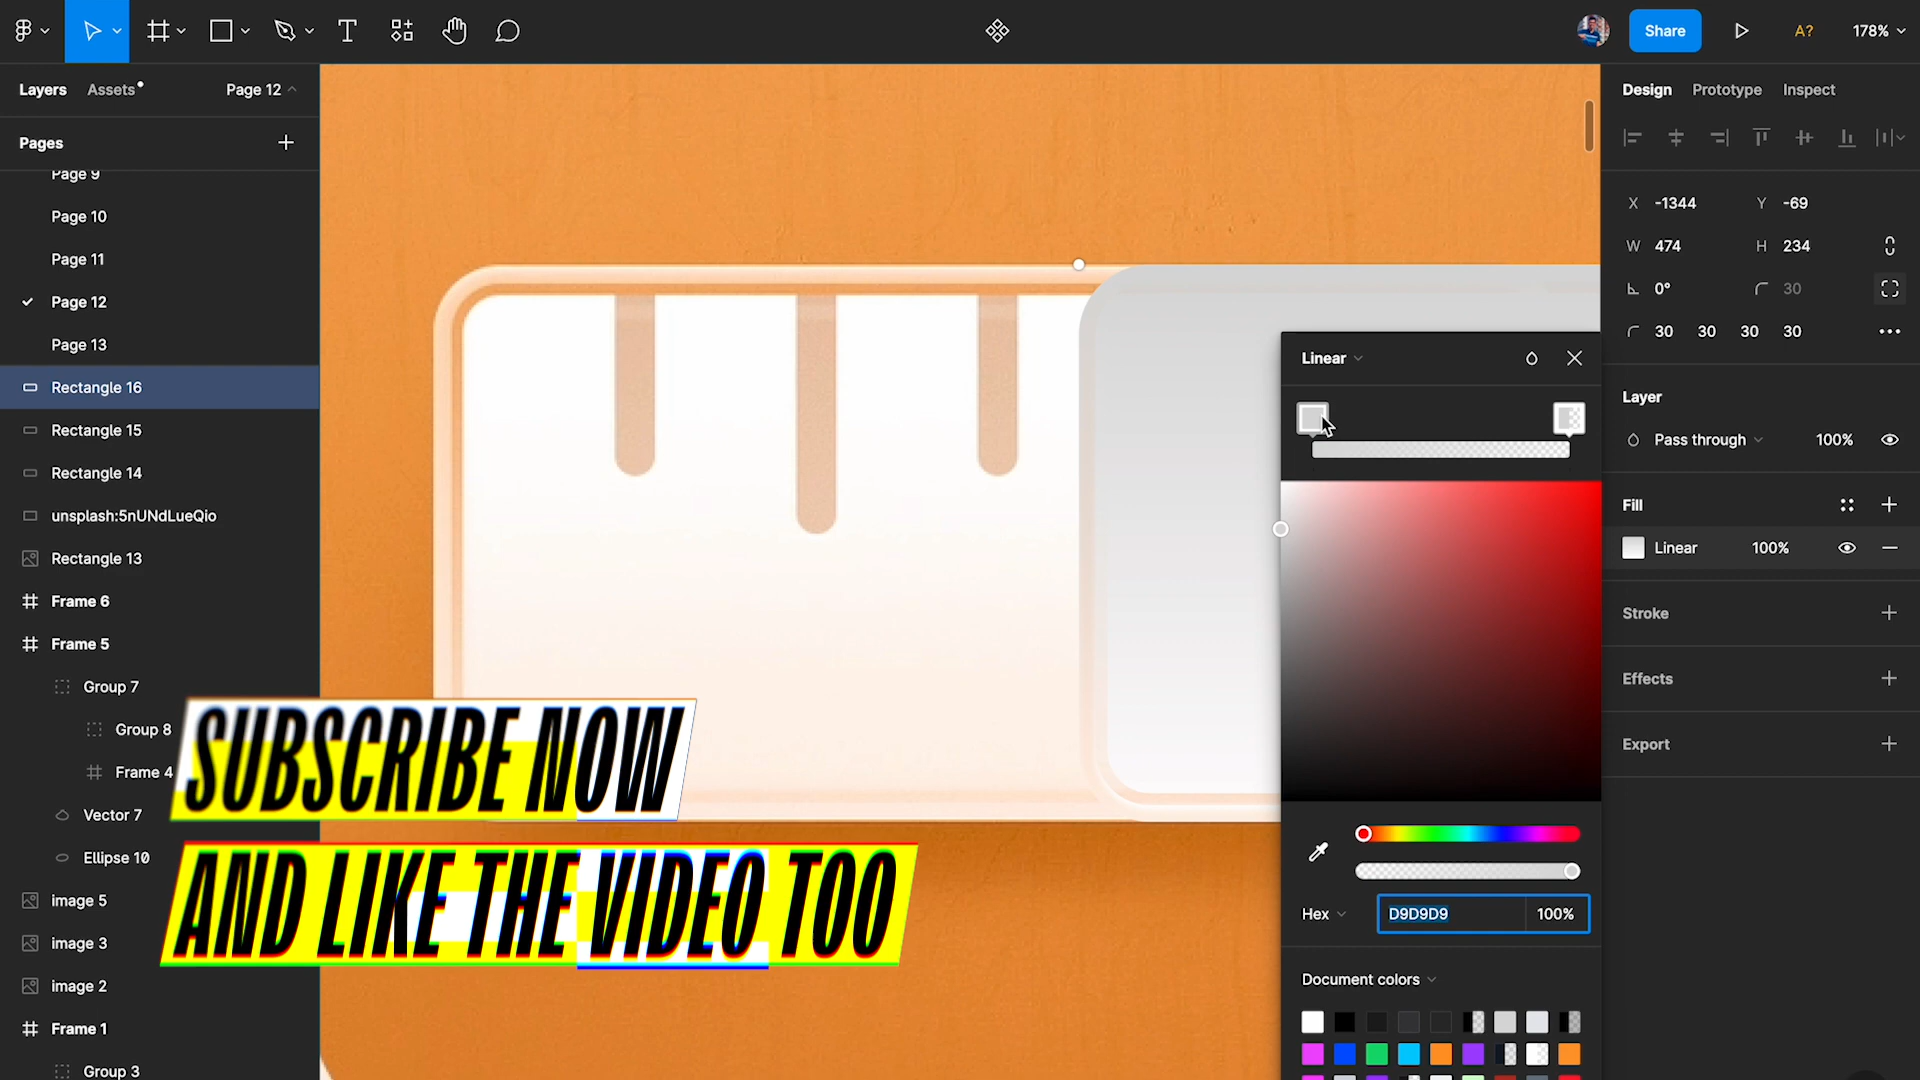 Share
A?
178%
Layers
Assets
Page 12
Design
Prototype
Inspect
Pages
Page 9
Page 10
Page 11
Page 12
Page 13
Rectangle 16
Rectangle 15
Rectangle 14
unsplash:5nUNdLueQio
Rectangle 13
Frame 6
Frame 5
Group 7
Group 8
Frame 4
Vector 7
Ellipse 10
image 5
image 3
image 2
Frame 1
Group 3
SUBSCRIBE NOW
AND LIKE THE VIDEO TOO
Linear
Hex
D9D9D9
100%
Document colors
X -1344 Y -69
W 474 H 234
0° 30
30 30 30 30
Layer
Pass through 100%
Fill
Linear 100%
Stroke
Effects
Export